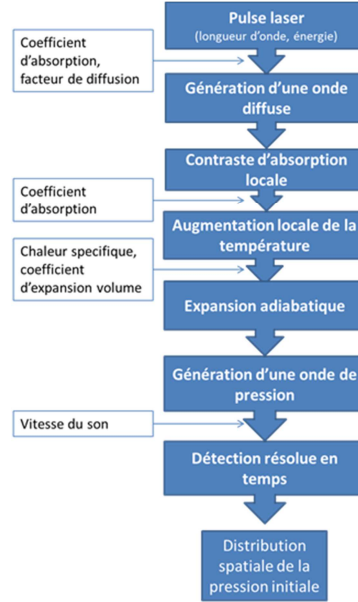 Pulse laser
(longueur d'onde, énergie)
Coefficient
d'absorption,
facteur de diffusion
Génération d'une onde
diffuse
Contraste d'absorption
locale
Coefficient
d'absorption
Augmentation locale de la
température
Chaleur specifique,
coefficient
d'expansion volume
Expansion adiabatique
Génération d'une onde de
pression
Vitesse du son
Détection résolue en
temps
Distribution
spatiale de la
pression initiale